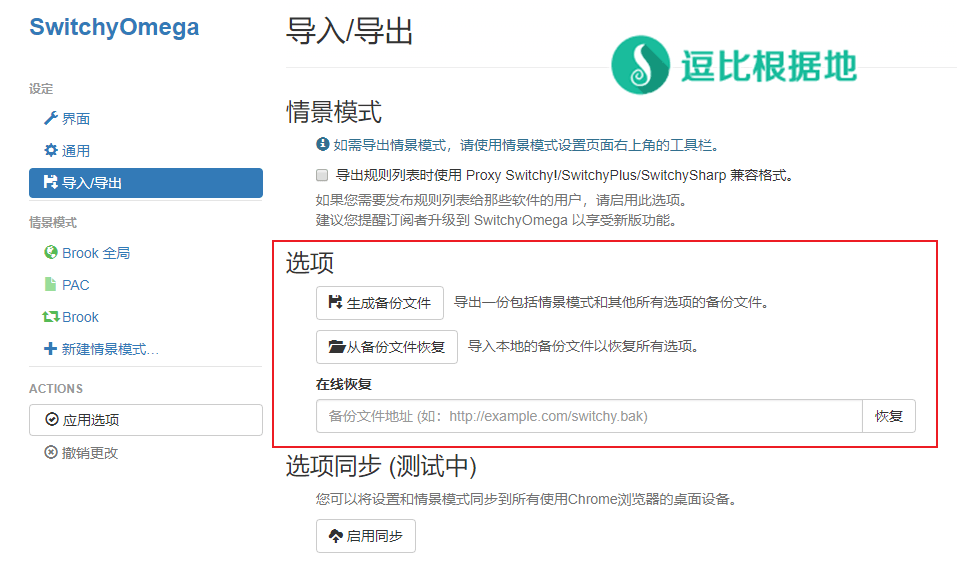 SwitchyOmega
设定
界面
通用
导入/导出
情景模式
Brook 全局
PAC
Brook
新建情景模式…
ACTIONS
应用选项
撤销更改
导入/导出
逗比根据地
情景模式
如需导出情景模式，请使用情景模式设置页面右上角的工具栏。
导出规则列表时使用 Proxy Switchy!/SwitchyPlus/SwitchySharp 兼容格式。
如果您需要发布规则列表给那些软件的用户，请启用此选项。
建议您提醒订阅者升级到 SwitchyOmega 以享受新版功能。
选项
生成备份文件 导出一份包括情景模式和其他所有选项的备份文件。
从备份文件恢复 导入本地的备份文件以恢复所有选项。
在线恢复
备份文件地址 (如：http://example.com/switchy.bak) 恢复
选项同步 (测试中)
您可以将设置和情景模式同步到所有使用Chrome浏览器的桌面设备。
启用同步